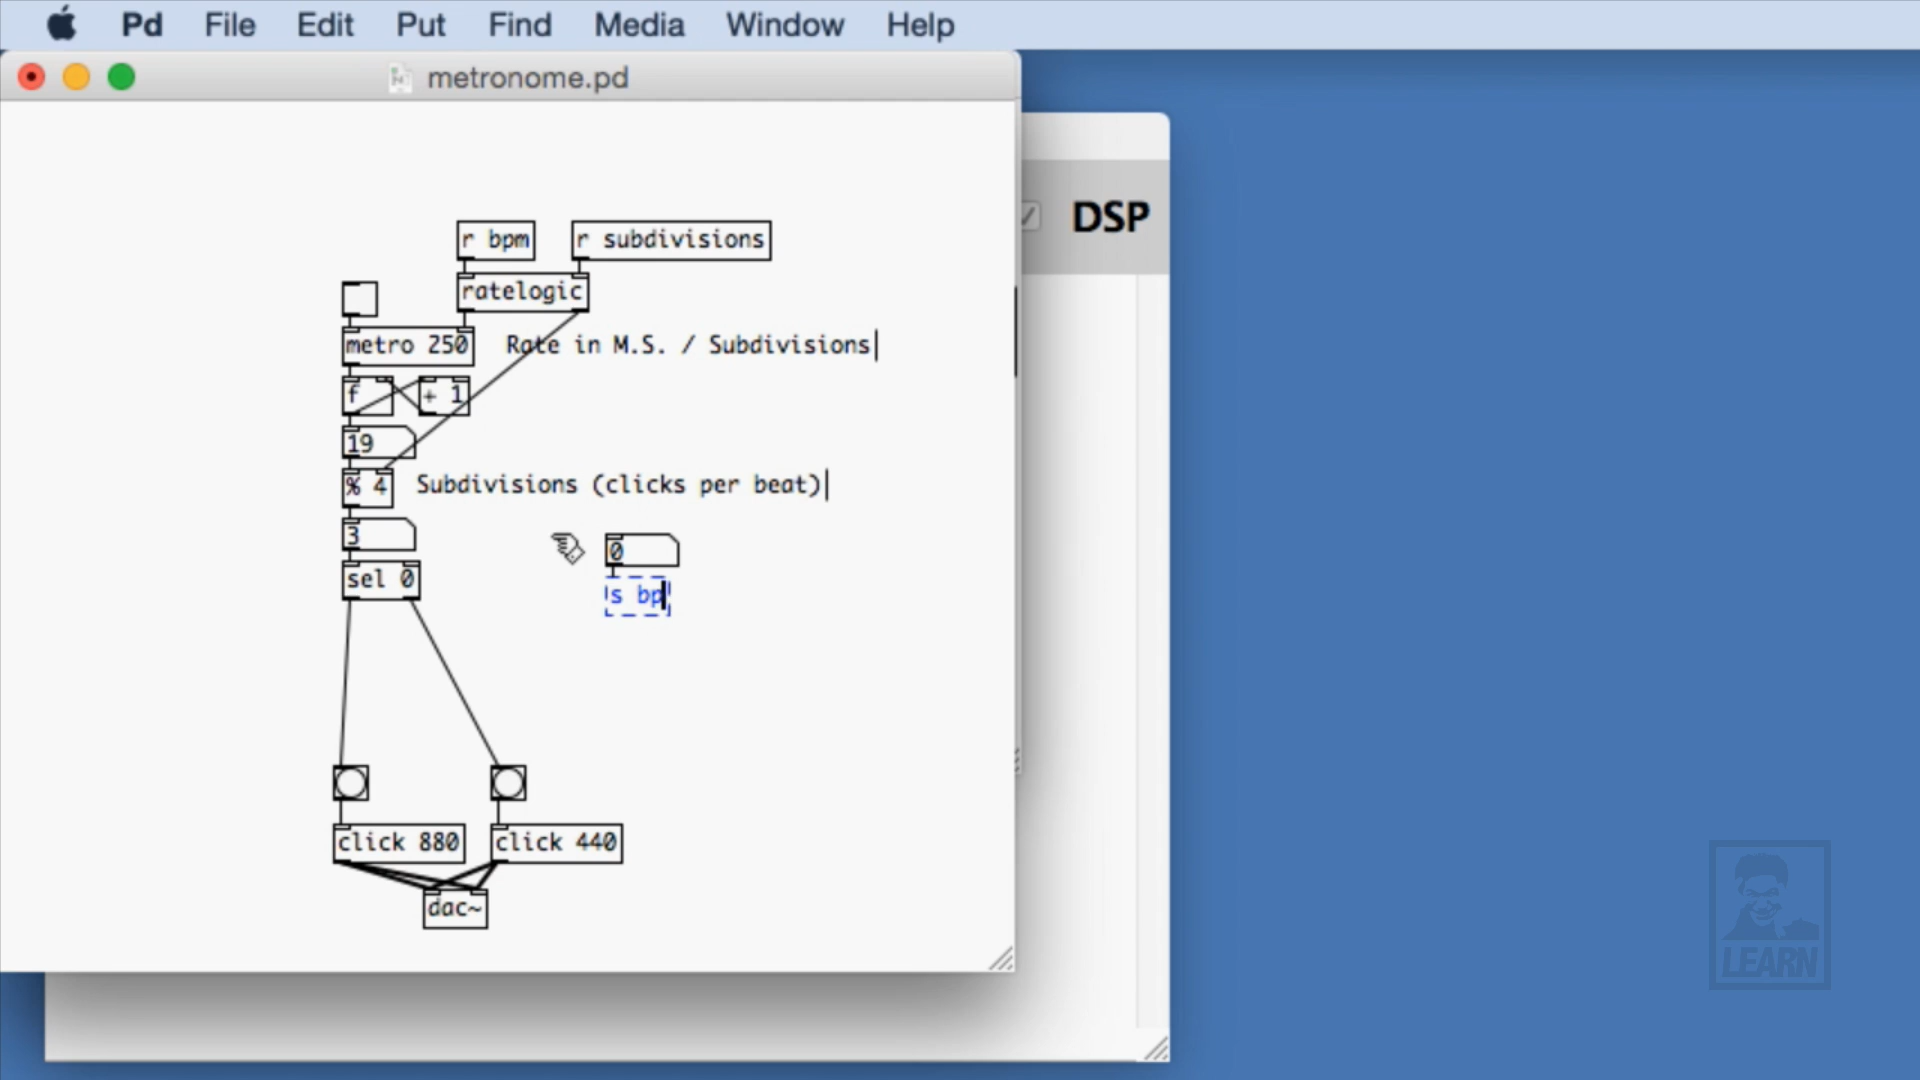 Pd File Edit Put Find Media Window Help
metronome.pd
DSP
r bpm
r subdivisions
ratelogic
metro 250
Rate in M.S. / Subdivisions
f
+ 1
19
% 4
Subdivisions (clicks per beat)
3
0
sel 0
s bp
click 880
click 440
dac~
LEARN